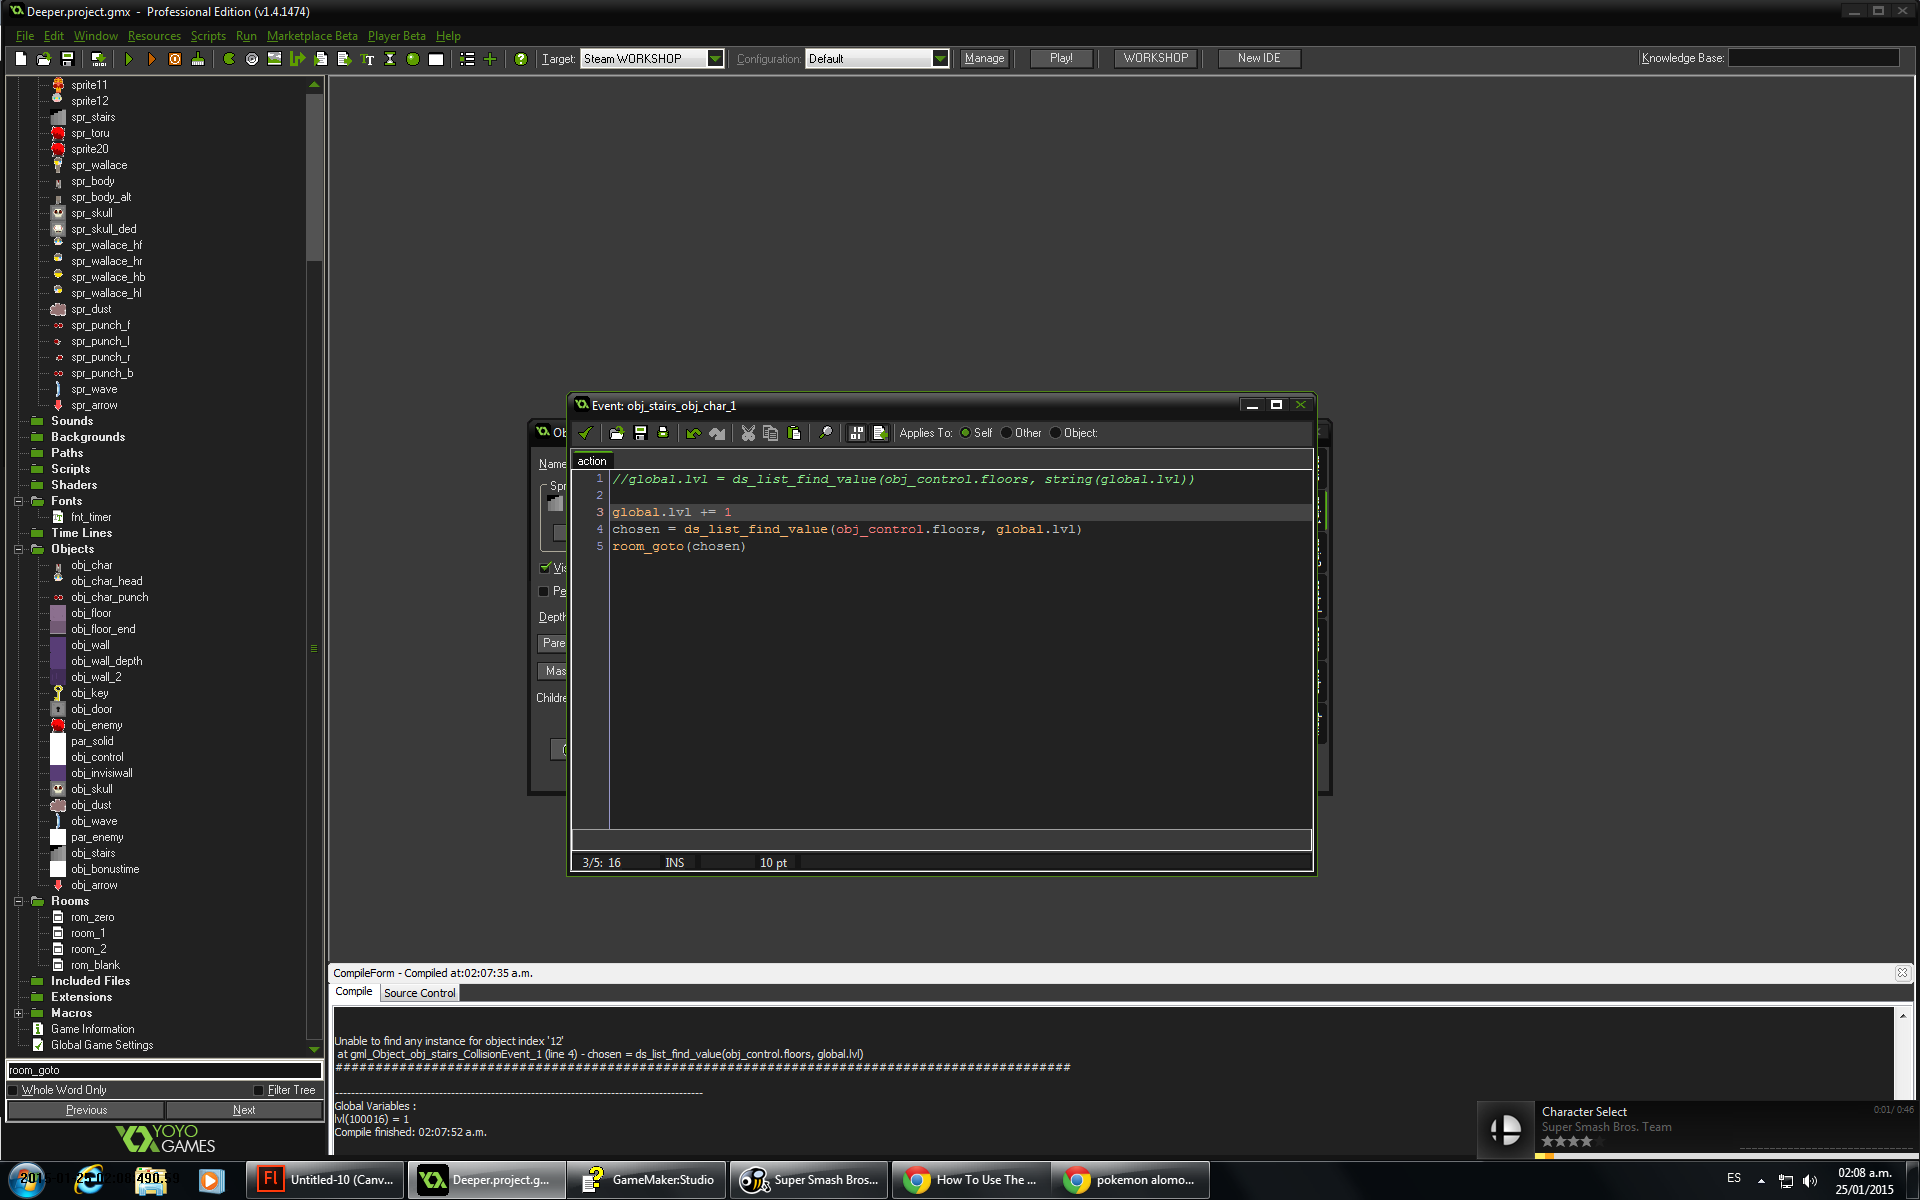 Deeper.project.gmx - Professional Edition (v1.4.1474)
File Edit Window Resources Scripts Run Marketplace Beta Player Beta Help
Target: Steam WORKSHOP Configuration: Default Manage Play! WORKSHOP New IDE Knowledge Base:
sprite11
sprite12
spr_stairs
spr_toru
sprite20
spr_wallace
spr_body
spr_body_alt
spr_skull
spr_skull_ded
spr_wallace_hf
spr_wallace_hr
spr_wallace_hb
spr_wallace_hl
spr_dust
spr_punch_f
spr_punch_l
spr_punch_r
spr_punch_b
spr_wave
spr_arrow
Sounds
Backgrounds
Paths
Scripts
Shaders
Fonts
fnt_timer
Time Lines
Objects
obj_char
obj_char_head
obj_char_punch
obj_floor
obj_floor_end
obj_wall
obj_wall_depth
obj_wall_2
obj_key
obj_door
obj_enemy
par_solid
obj_control
obj_invisiwall
obj_skull
obj_dust
obj_wave
par_enemy
obj_stairs
obj_bonustime
obj_arrow
Rooms
rom_zero
room_1
room_2
rom_blank
Included Files
Extensions
Macros
Game Information
Global Game Settings
room_goto
Whole Word Only Filter Tree
Previous Next
YOYO GAMES
Ob
Name
Spr
Vis
Pe
Depth
Pare
Mas
Childre
Event: obj_stairs_obj_char_1
Applies To: Self Other Object:
action
1 //global.lvl = ds_list_find_value(obj_control.floors, string(global.lvl))
2
3 global.lvl += 1
4 chosen = ds_list_find_value(obj_control.floors, global.lvl)
5 room_goto(chosen)
3/5: 16 INS 10 pt
CompileForm - Compiled at:02:07:35 a.m.
Compile Source Control
Unable to find any instance for object index '12'
at gml_Object_obj_stairs_CollisionEvent_1 (line 4) - chosen = ds_list_find_value(obj_control.floors, global.lvl)
############################################################################################
Global Variables :
lvl(100016) = 1
Compile finished: 02:07:52 a.m.
Character Select 0:01/ 0:46
Super Smash Bros. Team
Untitled-10 (Canv...
Deeper.project.g...
GameMaker:Studio
Super Smash Bros...
How To Use The ...
pokemon alomo...
ES
02:08 a.m.
25/01/2015